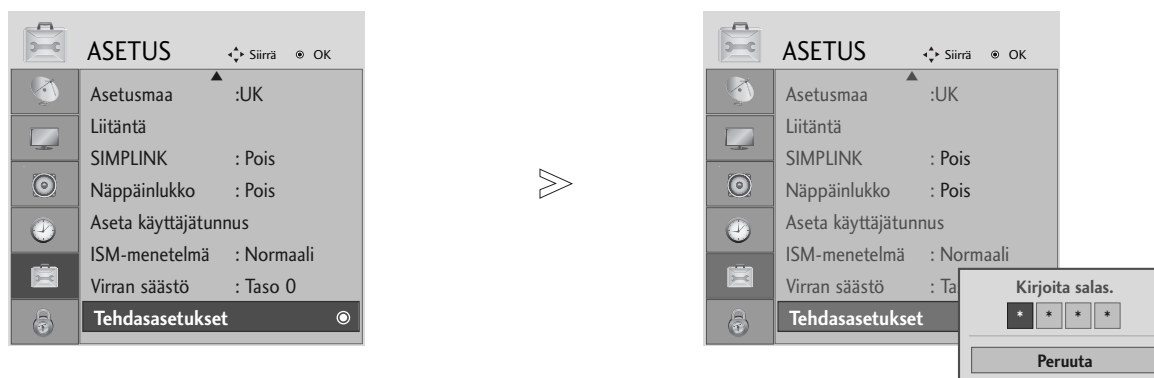 ASETUS Siirrä OK
Asetusmaa :UK
Liitäntä
SIMPLINK : Pois
Näppäinlukko : Pois
Aseta käyttäjätunnus
ISM-menetelmä : Normaali
Virran säästö : Taso 0
Tehdasasetukset
>
ASETUS Siirrä OK
Asetusmaa :UK
Liitäntä
SIMPLINK : Pois
Näppäinlukko : Pois
Aseta käyttäjätunnus
ISM-menetelmä : Normaali
Virran säästö : Ta
Tehdasasetukset
Kirjoita salas.
* * * *
Peruuta